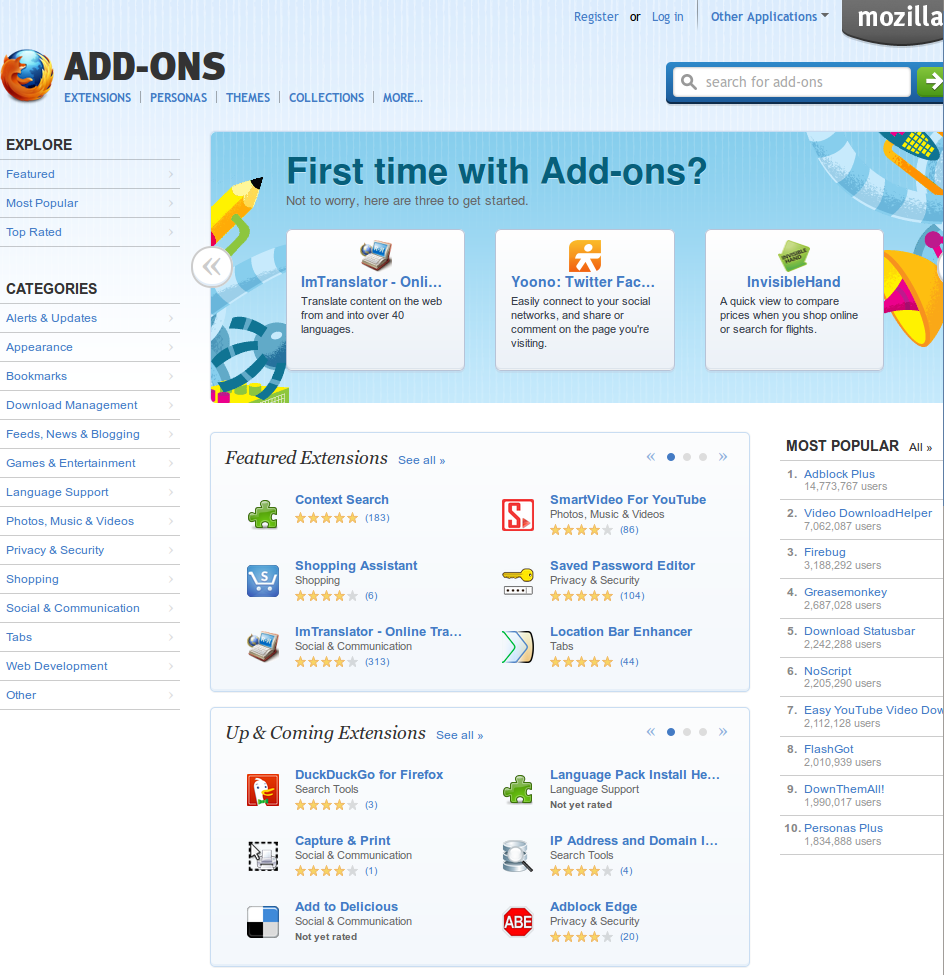 Register or Log in
Other Applications
mozilla
ADD-ONS
EXTENSIONS
PERSONAS
THEMES
COLLECTIONS
MORE...
search for add-ons
EXPLORE
Featured
Most Popular
Top Rated
CATEGORIES
Alerts & Updates
Appearance
Bookmarks
Download Management
Feeds, News & Blogging
Games & Entertainment
Language Support
Photos, Music & Videos
Privacy & Security
Shopping
Social & Communication
Tabs
Web Development
Other
First time with Add-ons?
Not to worry, here are three to get started.
ImTranslator - Onli...
Translate content on the web
from and into over 40
languages.
Yoono: Twitter Fac...
Easily connect to your social
networks, and share or
comment on the page you're
visiting.
INVISIBLE
HAND
InvisibleHand
A quick view to compare
prices when you shop online
or search for flights.
Featured Extensions See all »
Context Search
(183)
SmartVideo For YouTube
Photos, Music & Videos
(86)
Shopping Assistant
Shopping
(6)
Saved Password Editor
Privacy & Security
(104)
ImTranslator - Online Tra...
Social & Communication
(313)
Location Bar Enhancer
Tabs
(44)
Up & Coming Extensions See all »
DuckDuckGo for Firefox
Search Tools
(3)
Language Pack Install He...
Language Support
Not yet rated
Capture & Print
Social & Communication
(1)
IP Address and Domain I...
Search Tools
(4)
Add to Delicious
Social & Communication
Not yet rated
ABE
Adblock Edge
Privacy & Security
(20)
MOST POPULAR All »
1. Adblock Plus
14,773,767 users
2. Video DownloadHelper
7,062,087 users
3. Firebug
3,188,292 users
4. Greasemonkey
2,687,028 users
5. Download Statusbar
2,242,288 users
6. NoScript
2,205,290 users
7. Easy YouTube Video Dow
2,112,128 users
8. FlashGot
2,010,939 users
9. DownThemAll!
1,990,017 users
10. Personas Plus
1,834,888 users